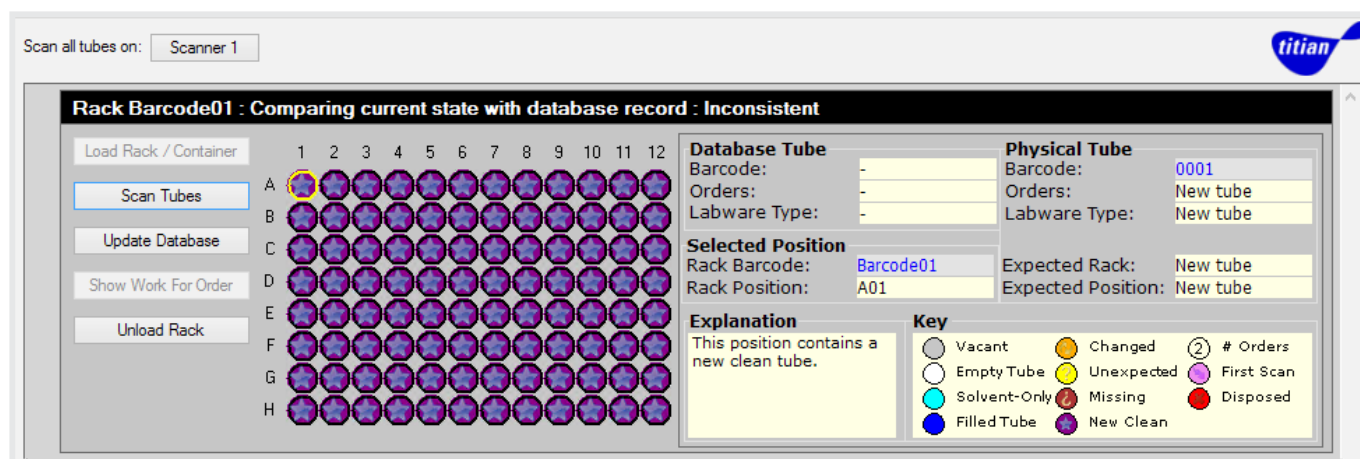 Scan all tubes on: Scanner 1
titian
Rack Barcode01 : Comparing current state with database record : Inconsistent
Load Rack / Container
Scan Tubes
Update Database
Show Work For Order
Unload Rack
1 2 3 4 5 6 7 8 9 10 11 12
A
B
C
D
E
F
G
H
Database Tube
Barcode: -
Orders: -
Labware Type: -
Physical Tube
Barcode: 0001
Orders: New tube
Labware Type: New tube
Selected Position
Rack Barcode: Barcode01
Rack Position: A01
Expected Rack: New tube
Expected Position: New tube
Explanation
This position contains a
new clean tube.
Key
Vacant Changed 2 # Orders
Empty Tube ? Unexpected First Scan
Solvent-Only ¿ Missing Disposed
Filled Tube New Clean